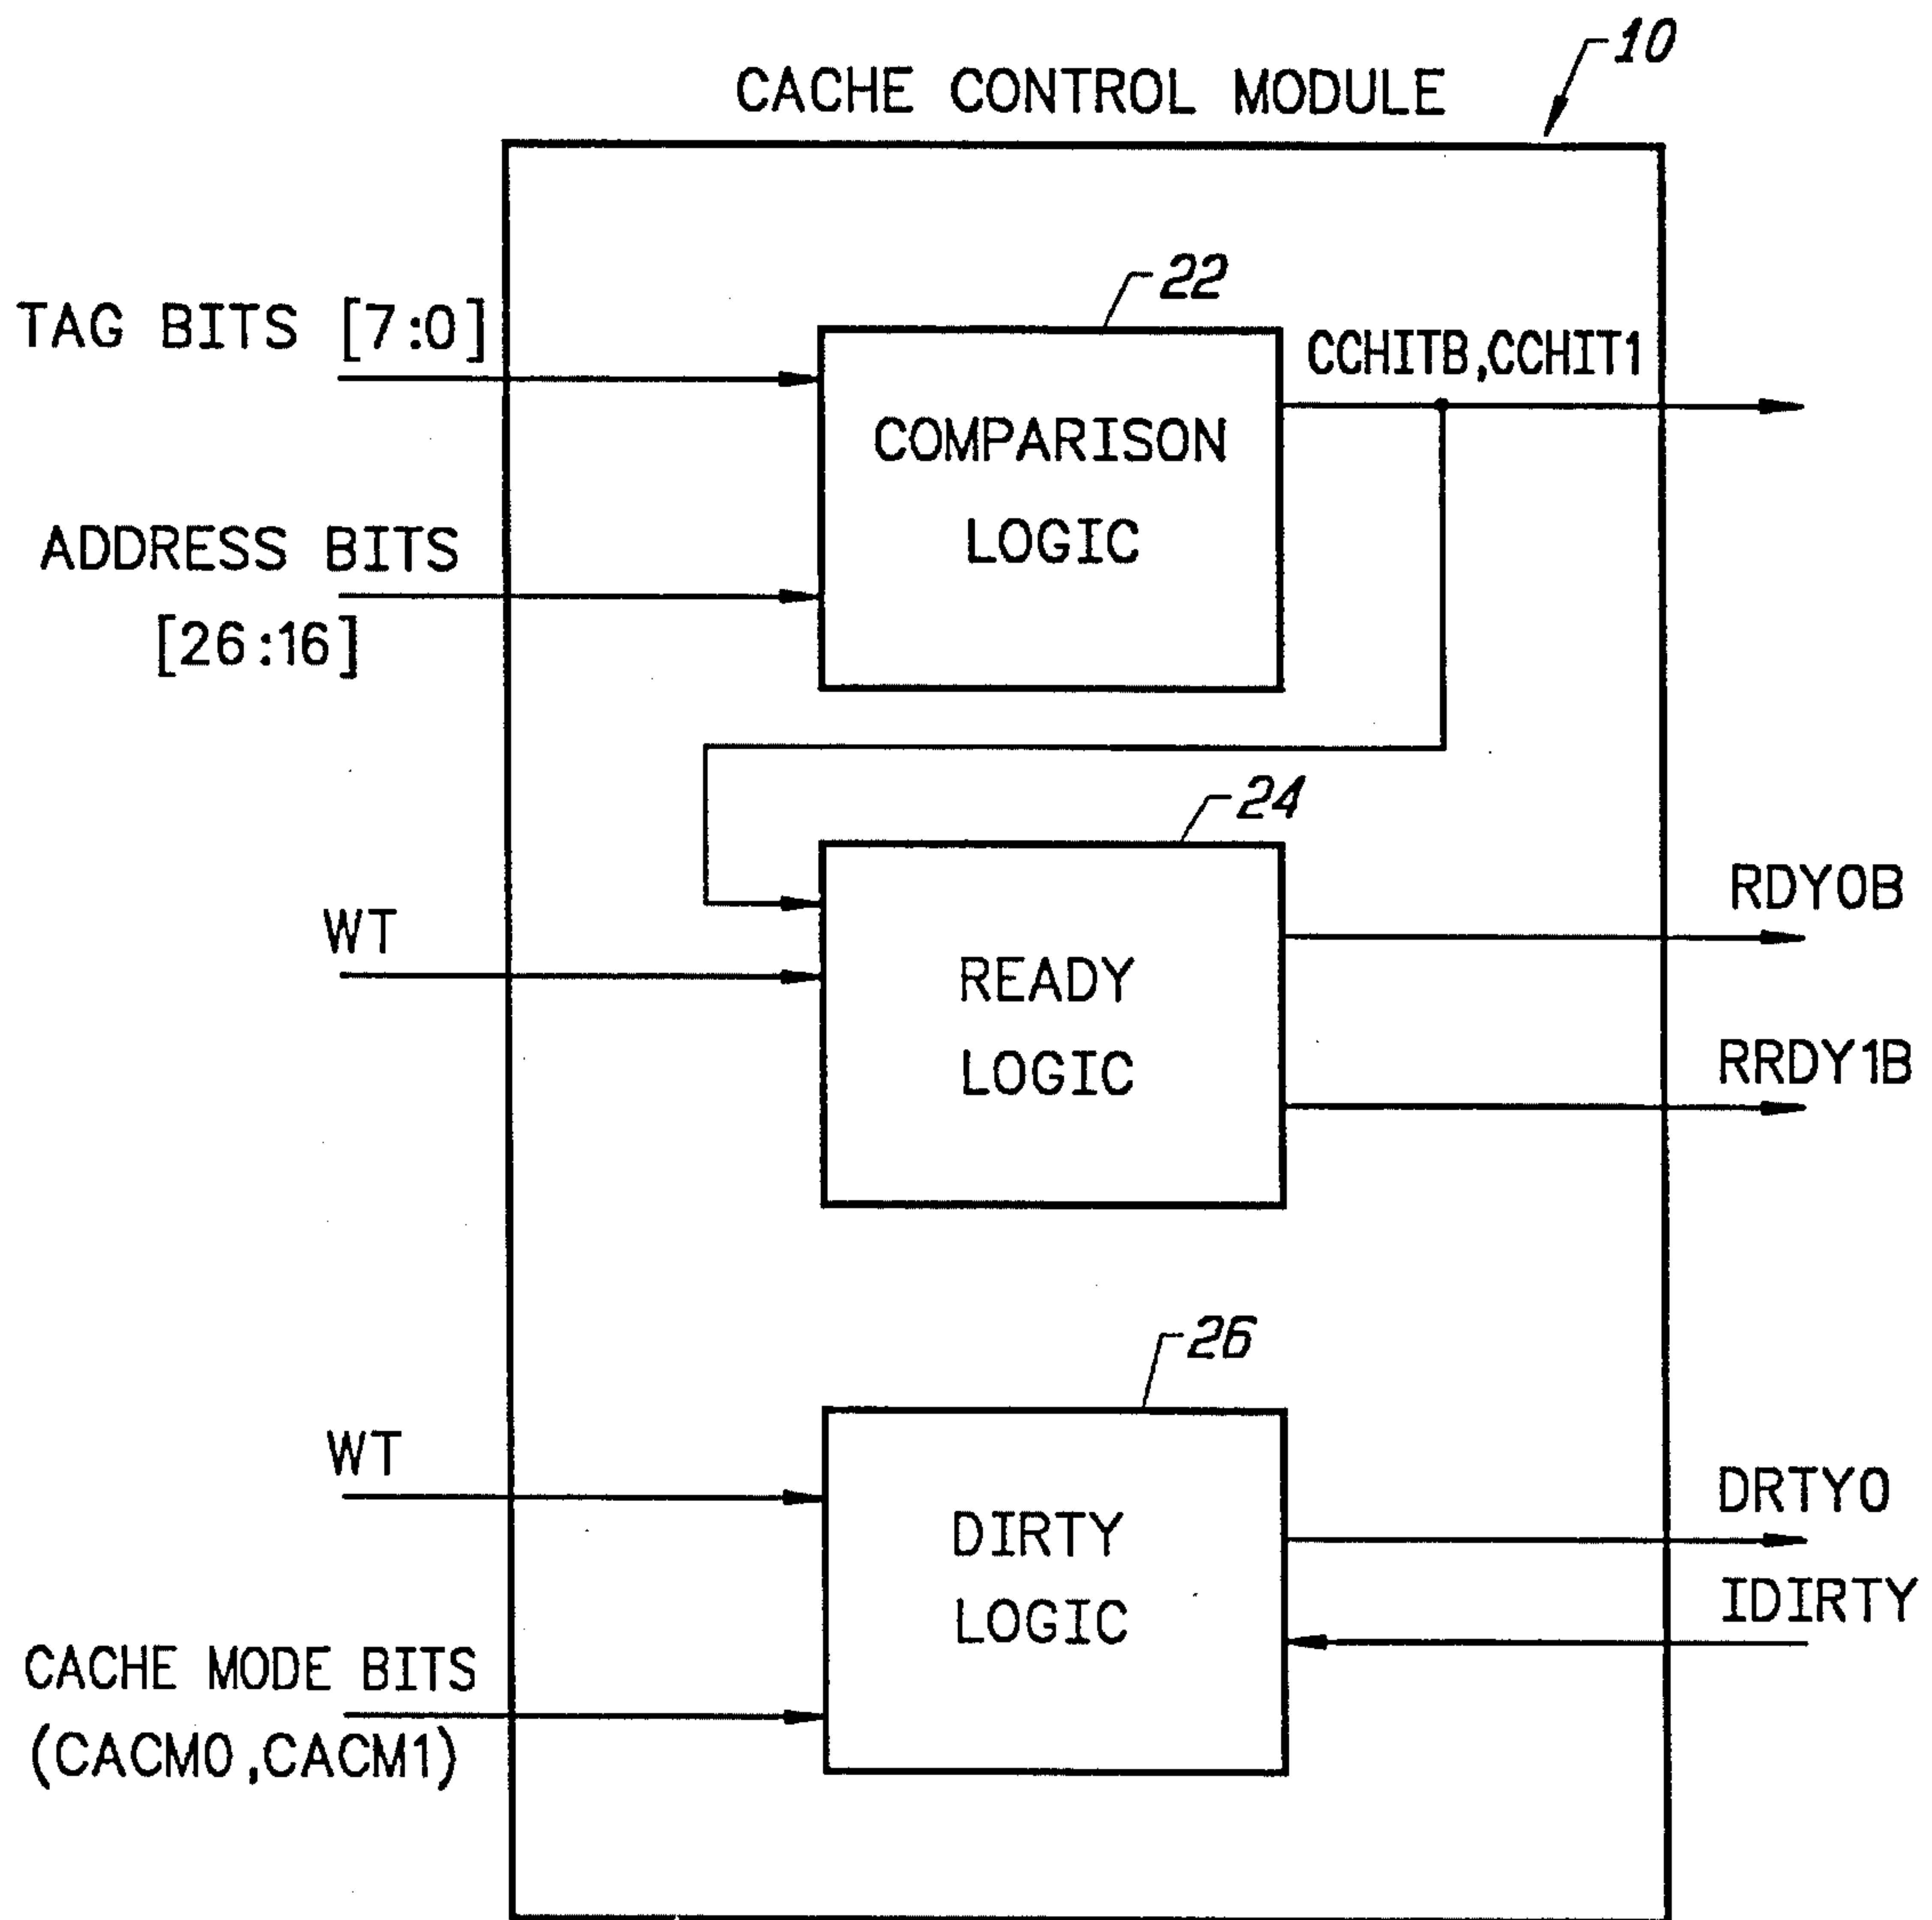 10
CACHE CONTROL MODULE
22
TAG BITS [7:0]
CCHITB,CCHIT1
COMPARISON
LOGIC
ADDRESS BITS
[26:16]
24
RDY0B
WT
READY
LOGIC
RRDY1B
26
WT
DRTY0
DIRTY
LOGIC
IDIRTY
CACHE MODE BITS
(CACM0,CACM1)